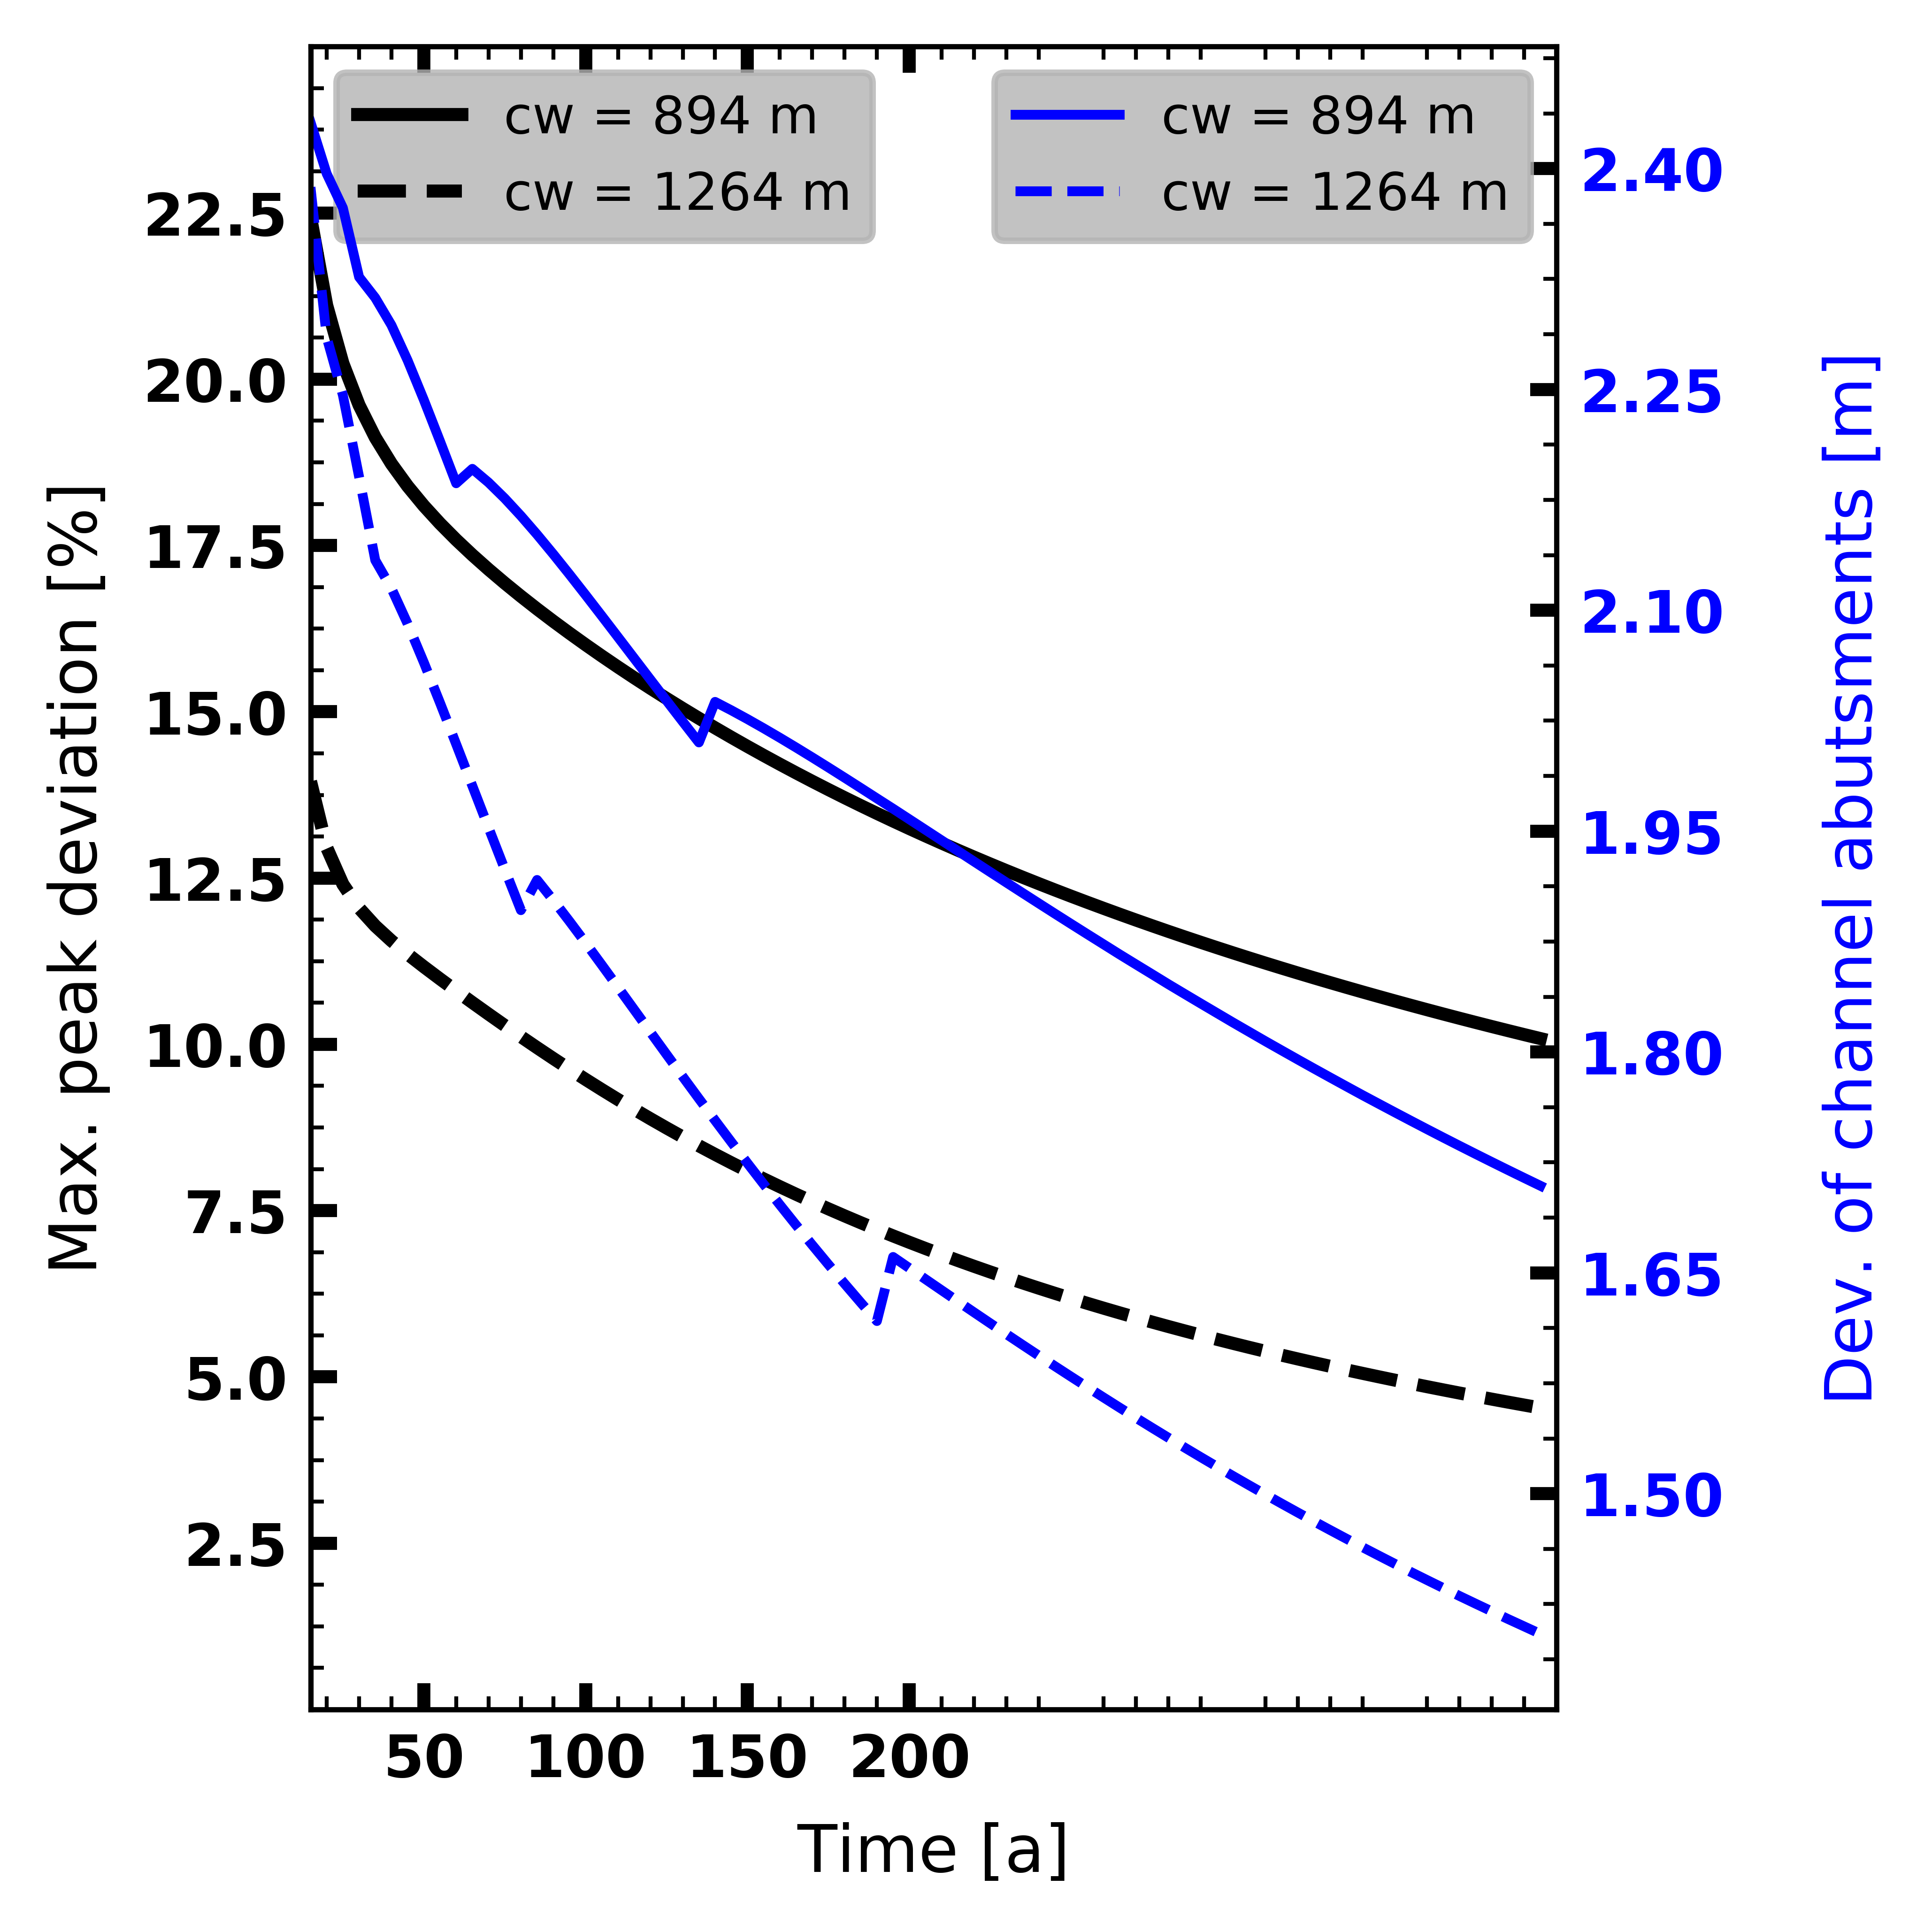 cw = 894 m
cw = 1264 m
cw = 894 m
cw = 1264 m
Max. peak deviation [%]
22.5
20.0
17.5
15.0
12.5
10.0
7.5
5.0
2.5
2.40
2.25
2.10
1.95
1.80
1.65
1.50
Dev. of channel abutsments [m]
50 100 150 200
Time [a]